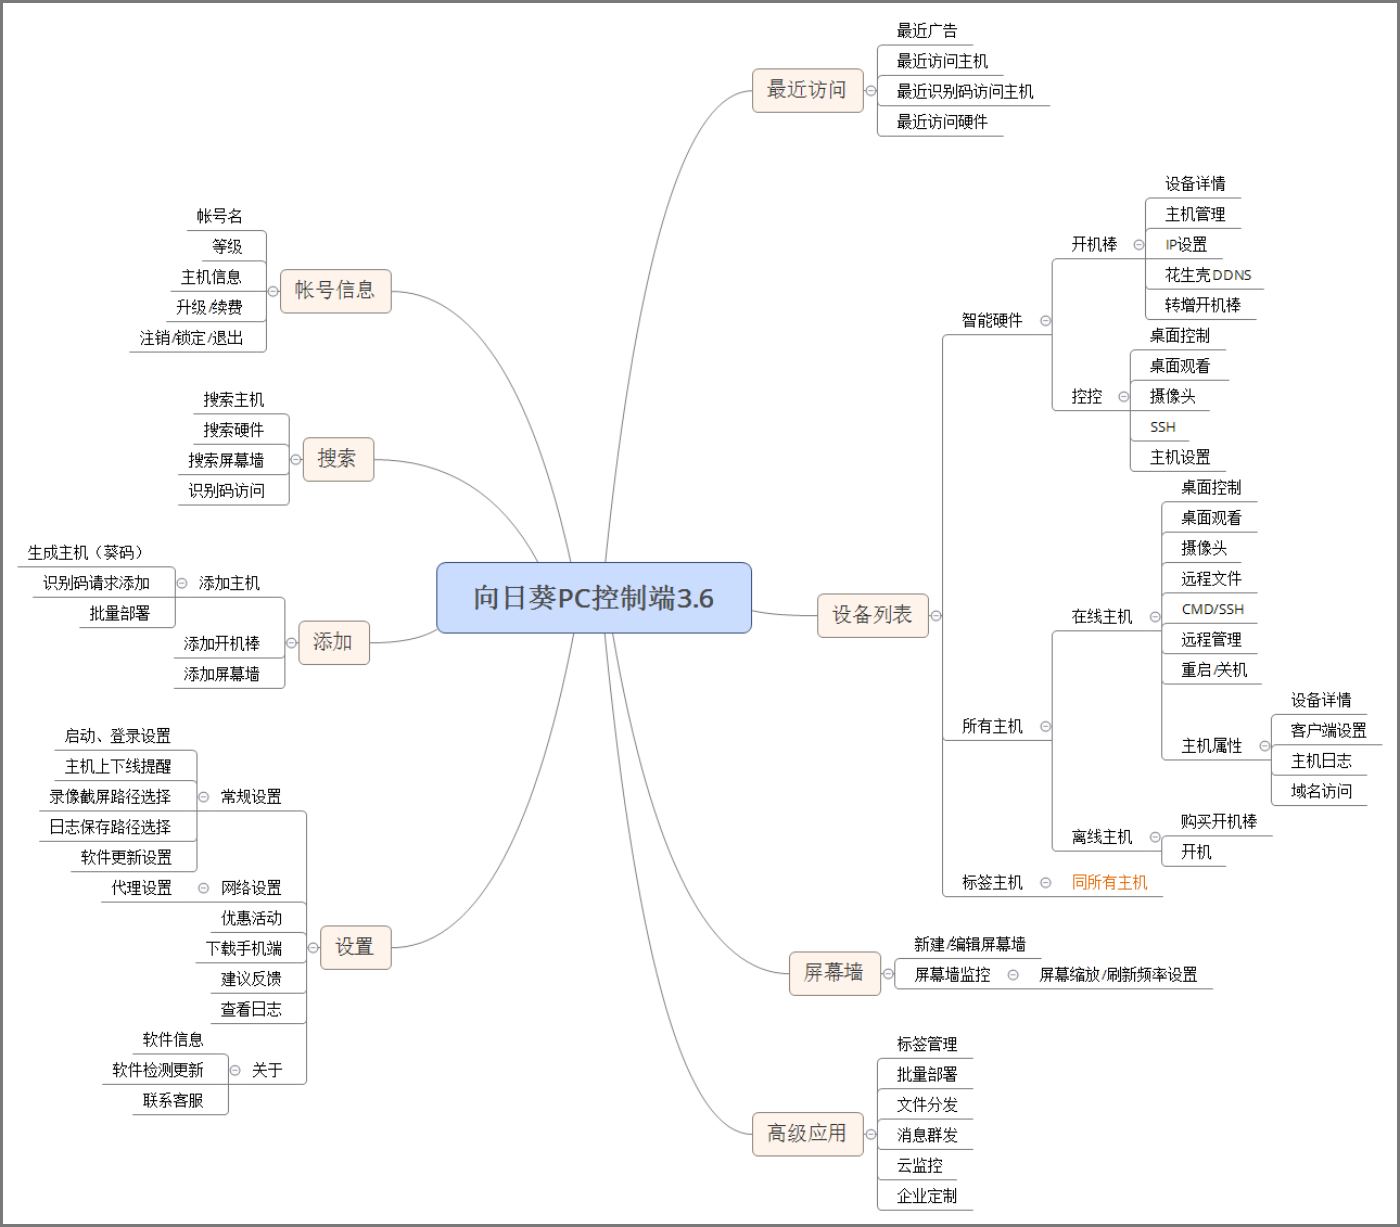 向日葵PC控制端3.6
最近访问
最近广告
最近访问主机
最近识别码访问主机
最近访问硬件
设备列表
智能硬件
开机棒
设备详情
主机管理
IP设置
花生壳DDNS
转增开机棒
控控
桌面控制
桌面观看
摄像头
SSH
主机设置
所有主机
在线主机
桌面控制
桌面观看
摄像头
远程文件
CMD/SSH
远程管理
重启/关机
主机属性
设备详情
客户端设置
主机日志
域名访问
离线主机
购买开机棒
开机
标签主机
同所有主机
屏幕墙
新建/编辑屏幕墙
屏幕墙监控
屏幕缩放/刷新频率设置
高级应用
标签管理
批量部署
文件分发
消息群发
云监控
企业定制
帐号信息
帐号名
等级
主机信息
升级/续费
注销/锁定/退出
搜索
搜索主机
搜索硬件
搜索屏幕墙
识别码访问
添加
添加主机
生成主机（葵码）
识别码请求添加
批量部署
添加开机棒
添加屏幕墙
设置
常规设置
启动、登录设置
主机上下线提醒
录像截屏路径选择
日志保存路径选择
软件更新设置
网络设置
代理设置
优惠活动
下载手机端
建议反馈
查看日志
关于
软件信息
软件检测更新
联系客服